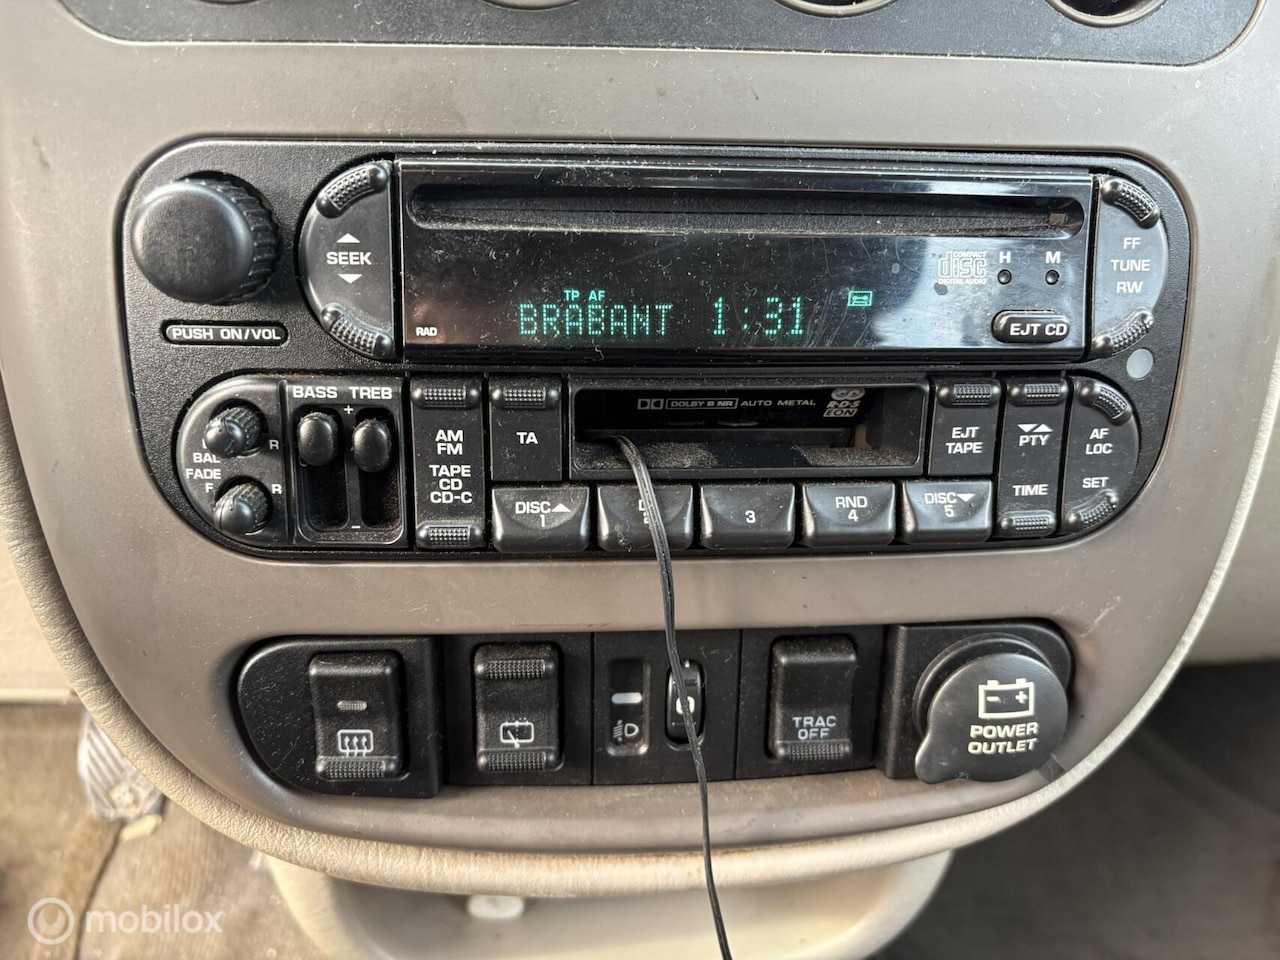 SEEK
PUSH ON/VOL
RAD
TP AF
BRABANT 1:31
COMPACT
disc
DIGITAL AUDIO
H M
EJT CD
FF
TUNE
RW
BASS TREB
+
-
BAL
R
FADE
F R
AM
FM
TAPE
CD
CD-C
TA
DOLBY B NR AUTO METAL
R·D·S
EON
EJT
TAPE
PTY
TIME
AF
LOC
SET
DISC
1
3
RND
4
DISC
5
0
TRAC
OFF
- +
POWER
OUTLET
mobilox